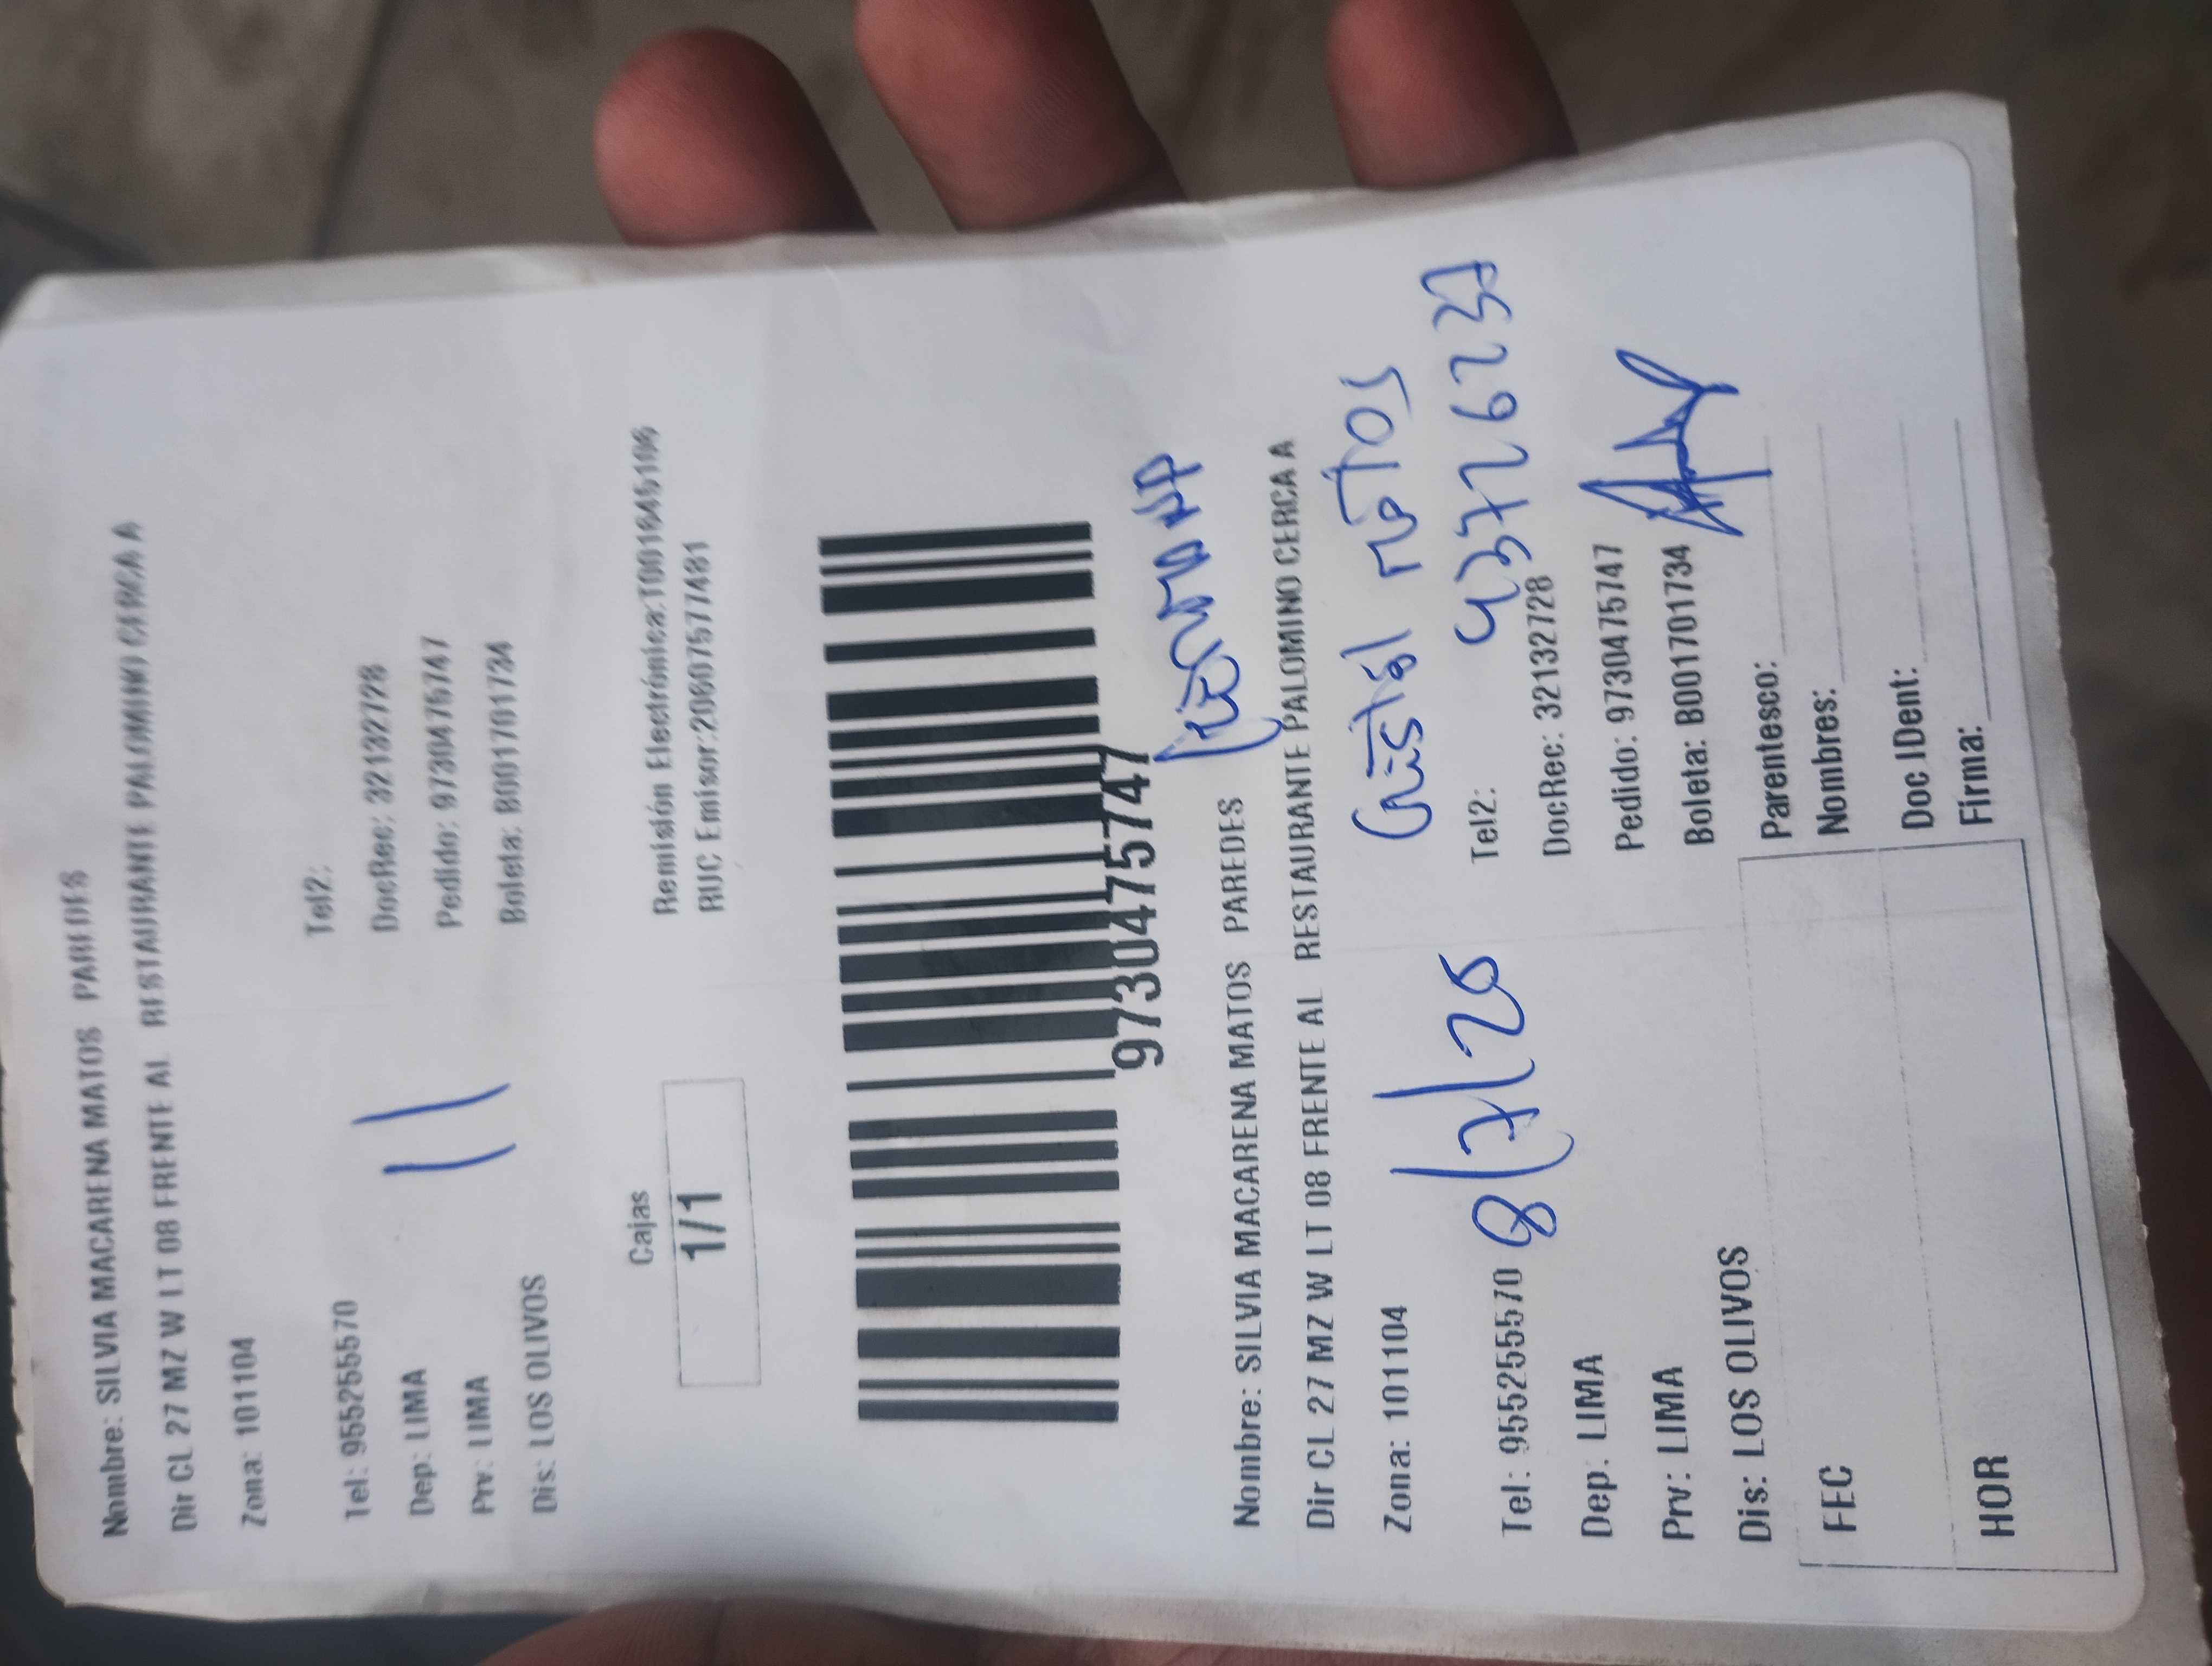 Nombre: SILVIA MACARENA MATOS PAREDES
Dir CL 27 MZ W LT 08 FRENTE AL RESTAURANTE PALOMINO CERCA A
Zona: 101104
Tel: 955255570
Tel2:
Dep: LIMA
DocRec: 32132728
Prv: LIMA
Pedido: 9730475747
Dis: LOS OLIVOS
Boleta: B001701734
Cajas
1/1
Remisión Electrónica:T001645106
RUC Emisor:20607577481
9730475747
Nombre: SILVIA MACARENA MATOS PAREDES
Dir CL 27 MZ W LT 08 FRENTE AL RESTAURANTE PALOMINO CERCA A
Zona: 101104
matos
Tel: 955255570
8/7/25
Tel2:
Dep: LIMA
DocRec: 32132728
Prv: LIMA
Pedido: 9730475747
Dis: LOS OLIVOS
Boleta: B001701734
FEC
Parentesco:
Nombres:
HOR
Doc IDent:
Firma: